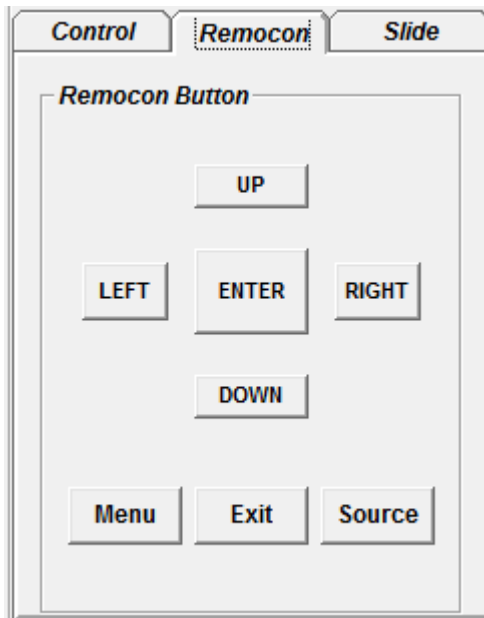 Control Remocon Slide
Remocon Button
UP
LEFT ENTER RIGHT
DOWN
Menu Exit Source